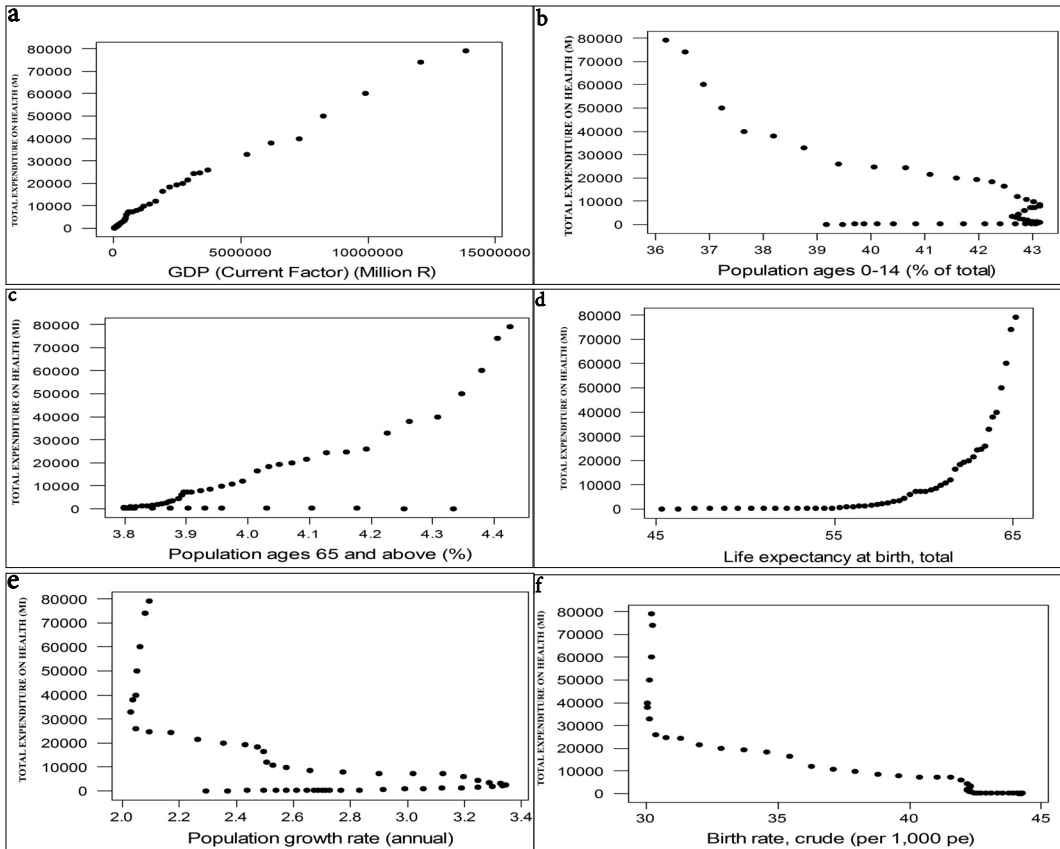 a
TOTAL EXPENDITURE ON HEALTH (M)
80000
70000
60000
50000
40000
30000
20000
10000
0
0 5000000 10000000 15000000
GDP (Current Factor) (Million R)
b
TOTAL EXPENDITURE ON HEALTH (M)
80000
70000
60000
50000
40000
30000
20000
10000
0
36 37 38 39 40 41 42 43
Population ages 0-14 (% of total)
c
TOTAL EXPENDITURE ON HEALTH (MI)
80000
70000
60000
50000
40000
30000
20000
10000
0
3.8 3.9 4.0 4.1 4.2 4.3 4.4
Population ages 65 and above (%)
d
TOTAL EXPENDITURE ON HEALTH (MI)
80000
70000
60000
50000
40000
30000
20000
10000
0
45 55 65
Life expectancy at birth, total
e
TOTAL EXPENDITURE ON HEALTH (MI)
80000
70000
60000
50000
40000
30000
20000
10000
0
2.0 2.2 2.4 2.6 2.8 3.0 3.2 3.4
Population growth rate (annual)
f
TOTAL EXPENDITURE ON HEALTH (MI)
80000
70000
60000
50000
40000
30000
20000
10000
0
30 35 40 45
Birth rate, crude (per 1,000 pe)